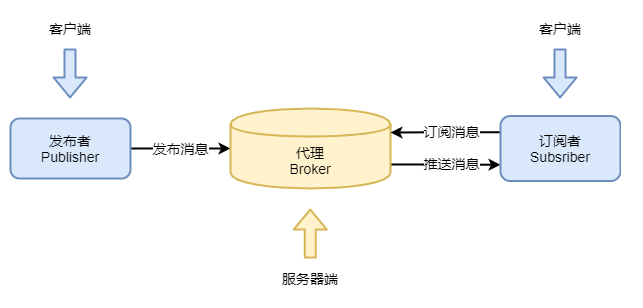 客户端
客户端
发布者
Publisher
发布消息
代理
Broker
订阅消息
推送消息
订阅者
Subsriber
服务器端